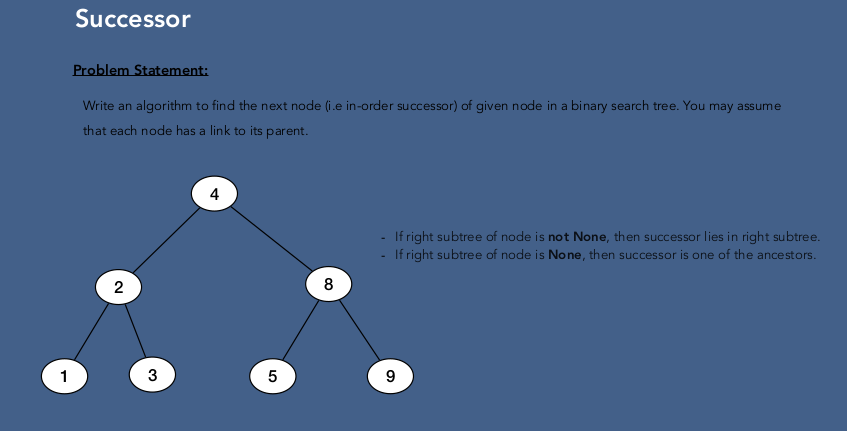 Successor
Problem Statement:
Write an algorithm to find the next node (i.e in-order successor) of given node in a binary search tree. You may assume
that each node has a link to its parent.
4
- If right subtree of node is not None, then successor lies in right subtree.
- If right subtree of node is None, then successor is one of the ancestors.
2
8
1
3
5
9